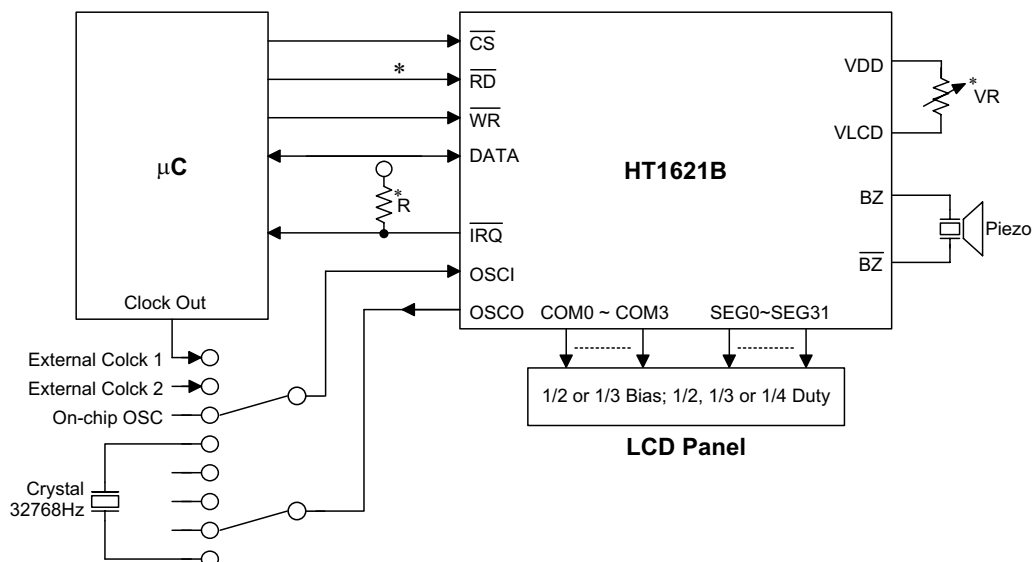 μC
Clock Out
CS
RD
*
WR
DATA
*
R
IRQ
OSCI
OSCO
HT1621B
VDD
*
VR
VLCD
BZ
Piezo
BZ
COM0 ~ COM3
SEG0~SEG31
1/2 or 1/3 Bias; 1/2, 1/3 or 1/4 Duty
LCD Panel
External Colck 1
External Colck 2
On-chip OSC
Crystal
32768Hz